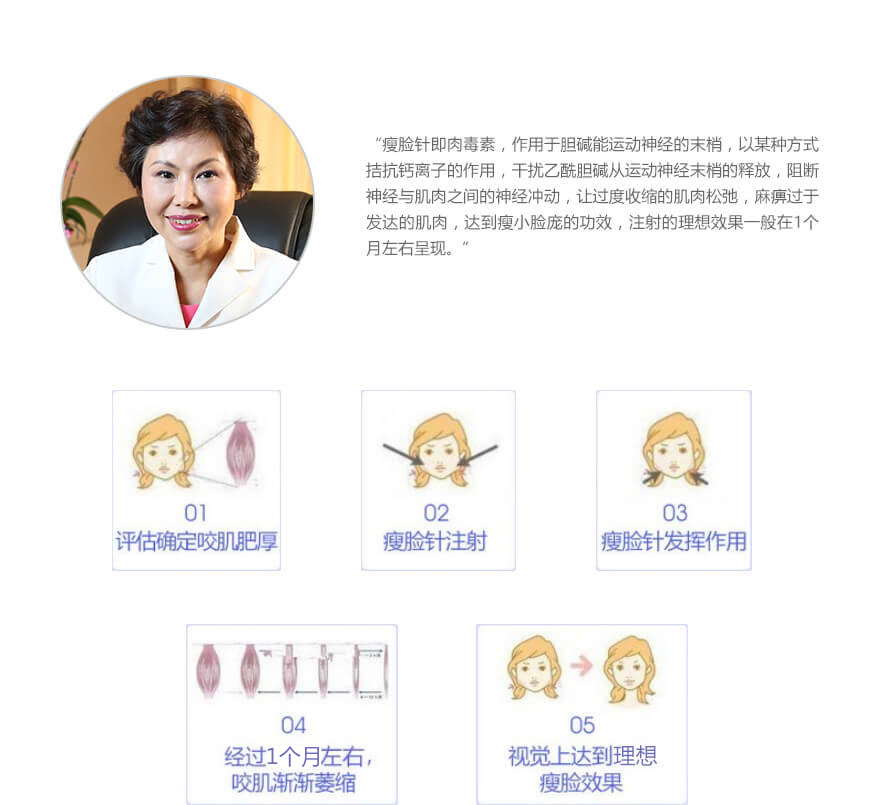 “瘦脸针即肉毒素，作用于胆碱能运动神经的末梢，以某种方式
拮抗钙离子的作用，干扰乙酰胆碱从运动神经末梢的释放，阻断
神经与肌肉之间的神经冲动，让过度收缩的肌肉松弛，麻痹过于
发达的肌肉，达到瘦小脸庞的功效，注射的理想效果一般在1个
月左右呈现。”
01
评估确定咬肌肥厚
02
瘦脸针注射
03
瘦脸针发挥作用
04
经过1个月左右，
咬肌渐渐萎缩
05
视觉上达到理想
瘦脸效果